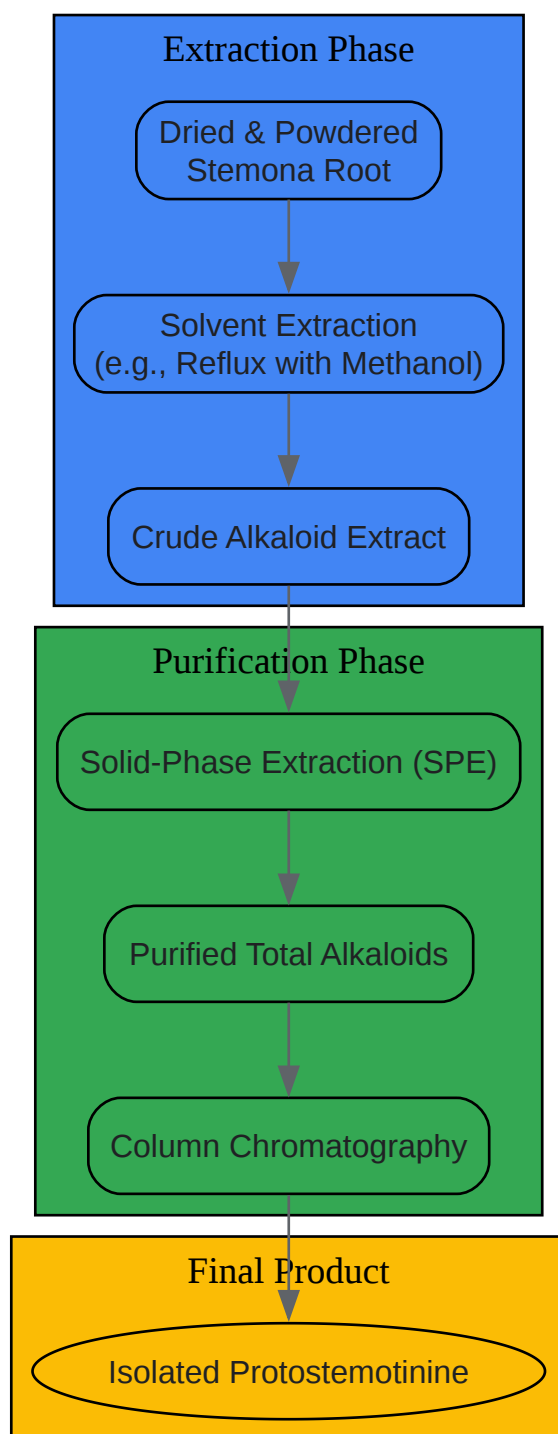 Extraction Phase
Dried & Powdered
Stemona Root
Solvent Extraction
(e.g., Reflux with Methanol)
Crude Alkaloid Extract
Purification Phase
Solid-Phase Extraction (SPE)
Purified Total Alkaloids
Column Chromatography
Final Product
Isolated Protostemotinine